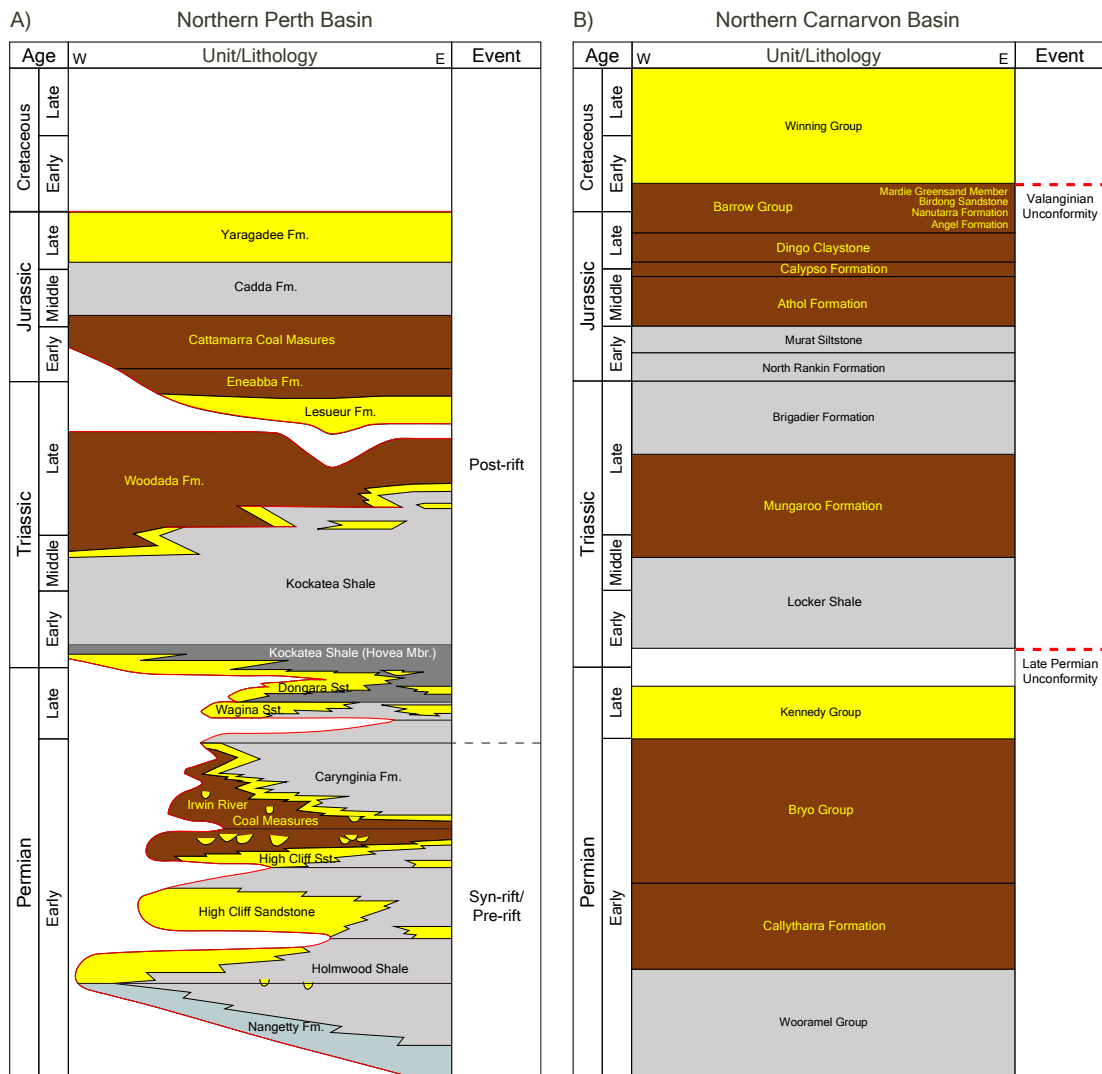 A)
Northern Perth Basin
Age
W
Unit/Lithology
E
Event
Cretaceous
Late
Early
Jurassic
Late
Middle
Early
Triassic
Late
Middle
Early
Permian
Late
Early
Yaragadee Fm.
Cadda Fm.
Cattamarra Coal Masures
Eneabba Fm.
Lesueur Fm.
Woodada Fm.
Kockatea Shale
Kockatea Shale (Hovea Mbr.)
Dongara Sst.
Wagina Sst.
Carynginia Fm.
Irwin River
Coal Measures
High Cliff Sst.
High Cliff Sandstone
Holmwood Shale
Nangetty Fm.
Post-rift
Syn-rift/
Pre-rift
B)
Northern Carnarvon Basin
Age
W
Unit/Lithology
E
Event
Cretaceous
Late
Early
Jurassic
Late
Middle
Early
Triassic
Late
Middle
Early
Permian
Late
Early
Winning Group
Barrow Group
Mardie Greensand Member
Birdong Sandstone
Nanutarra Formation
Angel Formation
Dingo Claystone
Calypso Formation
Athol Formation
Murat Siltstone
North Rankin Formation
Brigadier Formation
Mungaroo Formation
Locker Shale
Kennedy Group
Bryo Group
Callytharra Formation
Wooramel Group
Valanginian
Unconformity
Late Permian
Unconformity